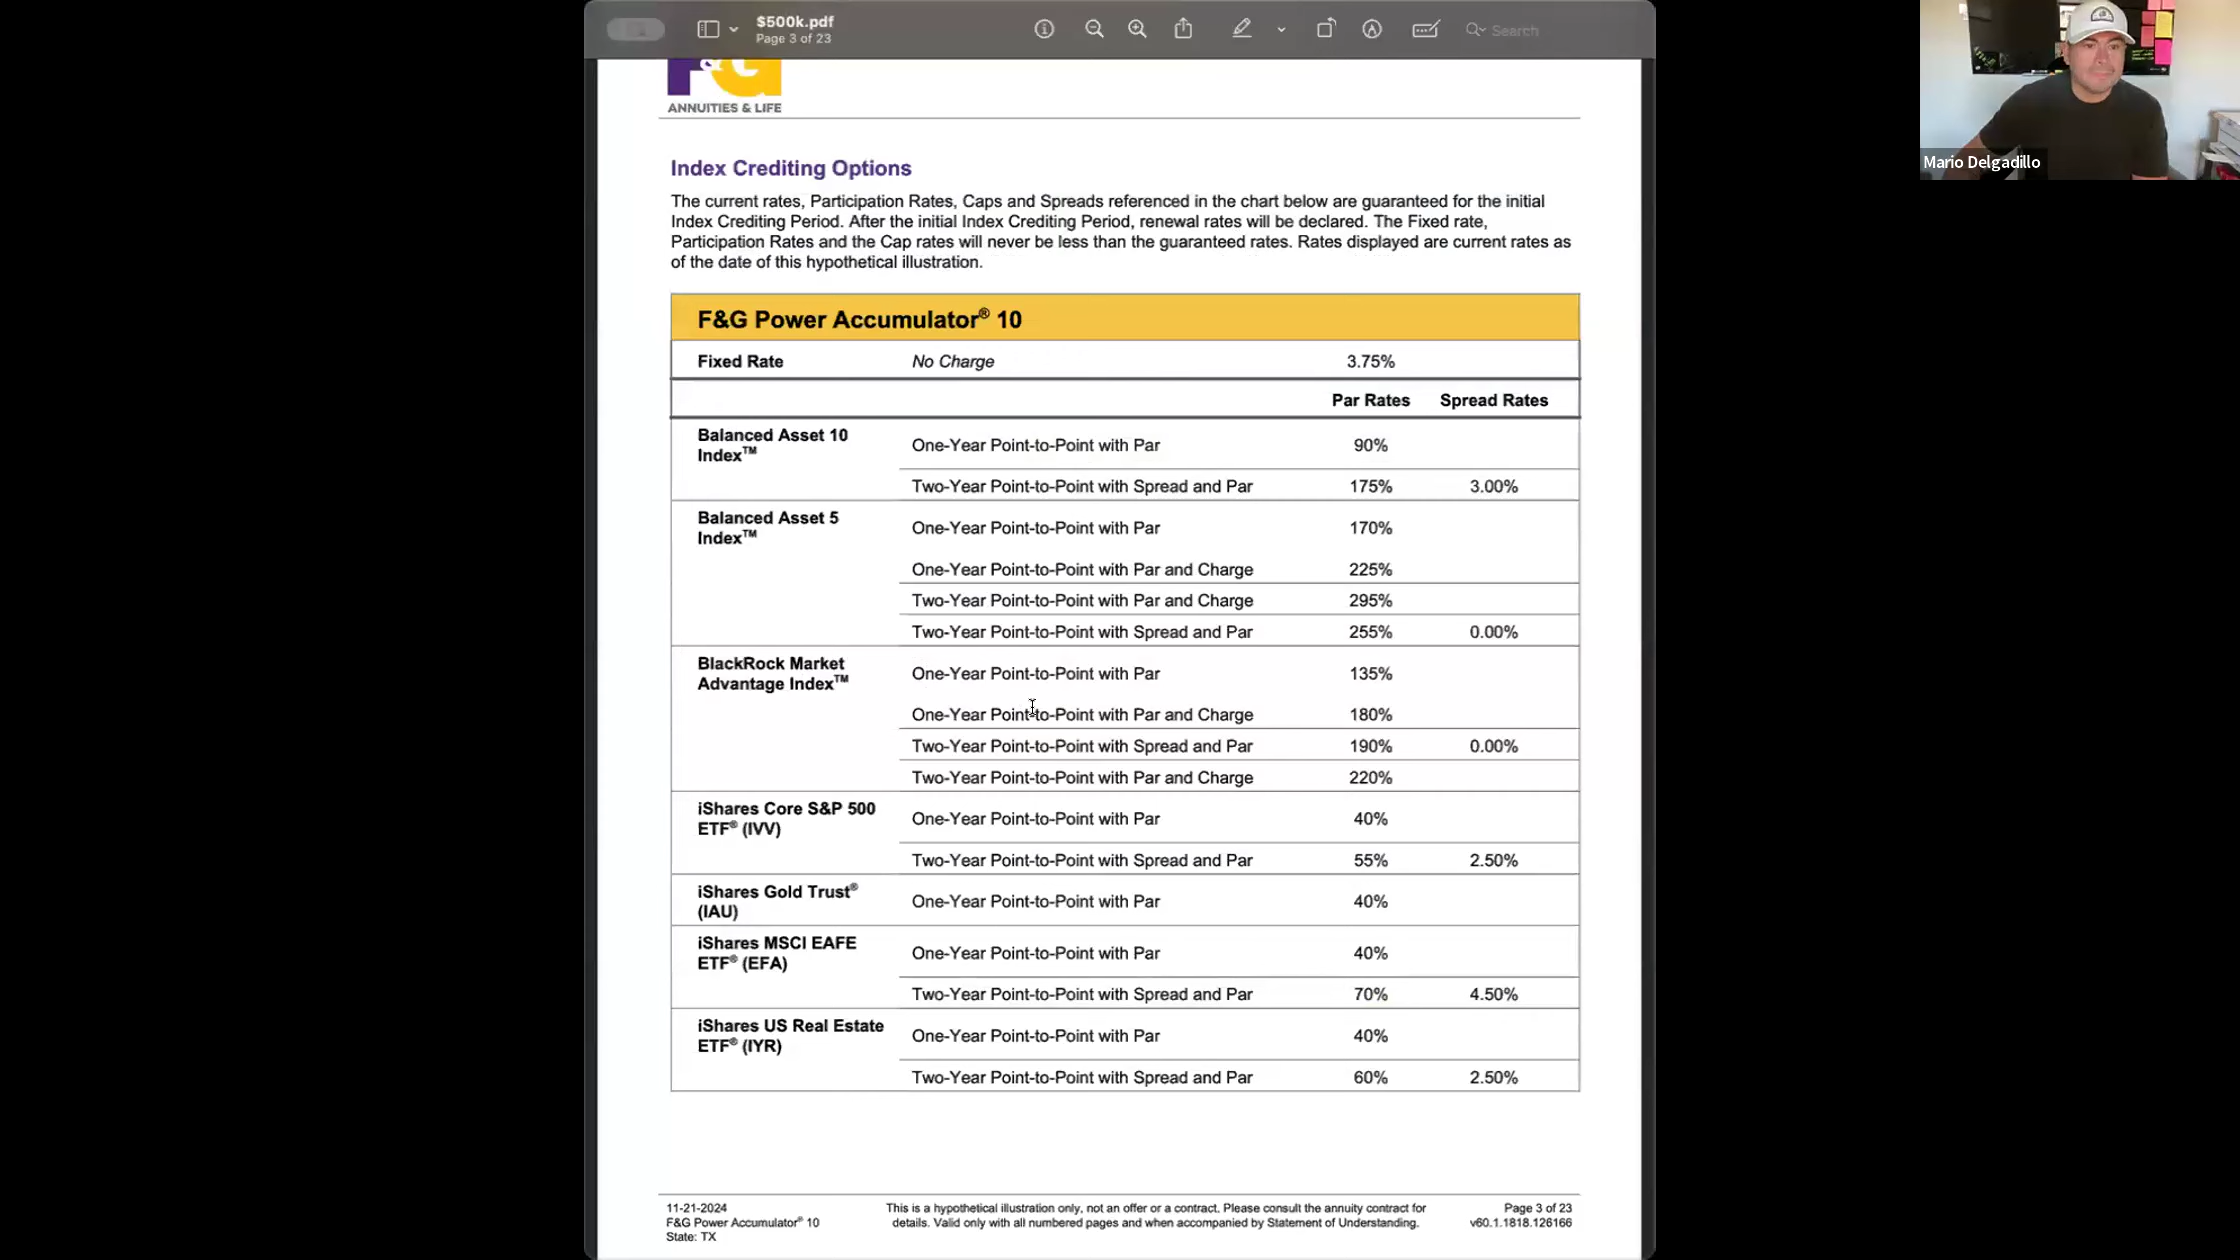 $500k.pdf
Page 3 of 23
Search
Mario Delgadillo
F&G
ANNUITIES & LIFE
Index Crediting Options
The current rates, Participation Rates, Caps and Spreads referenced in the chart below are guaranteed for the initial
Index Crediting Period. After the initial Index Crediting Period, renewal rates will be declared. The Fixed rate,
Participation Rates and the Cap rates will never be less than the guaranteed rates. Rates displayed are current rates as
of the date of this hypothetical illustration.
F&G Power Accumulator® 10
Fixed Rate No Charge 3.75%
Par Rates Spread Rates
Balanced Asset 10
Index™
One-Year Point-to-Point with Par 90%
Two-Year Point-to-Point with Spread and Par 175% 3.00%
Balanced Asset 5
Index™
One-Year Point-to-Point with Par 170%
One-Year Point-to-Point with Par and Charge 225%
Two-Year Point-to-Point with Par and Charge 295%
Two-Year Point-to-Point with Spread and Par 255% 0.00%
BlackRock Market
Advantage Index™
One-Year Point-to-Point with Par 135%
One-Year Point-to-Point with Par and Charge 180%
Two-Year Point-to-Point with Spread and Par 190% 0.00%
Two-Year Point-to-Point with Par and Charge 220%
iShares Core S&P 500
ETF® (IVV)
One-Year Point-to-Point with Par 40%
Two-Year Point-to-Point with Spread and Par 55% 2.50%
iShares Gold Trust®
(IAU)
One-Year Point-to-Point with Par 40%
iShares MSCI EAFE
ETF® (EFA)
One-Year Point-to-Point with Par 40%
Two-Year Point-to-Point with Spread and Par 70% 4.50%
iShares US Real Estate
ETF® (IYR)
One-Year Point-to-Point with Par 40%
Two-Year Point-to-Point with Spread and Par 60% 2.50%
11-21-2024
F&G Power Accumulator® 10
State: TX
This is a hypothetical illustration only, not an offer or a contract. Please consult the annuity contract for
details. Valid only with all numbered pages and when accompanied by Statement of Understanding.
Page 3 of 23
v60.1.1818.126166